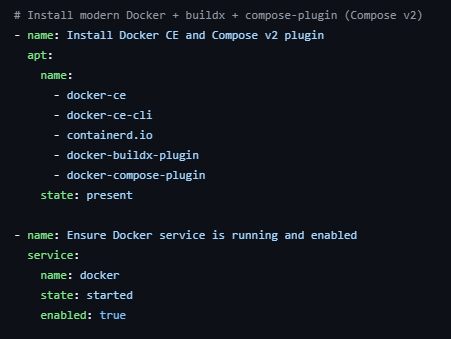 # Install modern Docker + buildx + compose-plugin (Compose v2)
- name: Install Docker CE and Compose v2 plugin
  apt:
    name:
      - docker-ce
      - docker-ce-cli
      - containerd.io
      - docker-buildx-plugin
      - docker-compose-plugin
    state: present

- name: Ensure Docker service is running and enabled
  service:
    name: docker
    state: started
    enabled: true